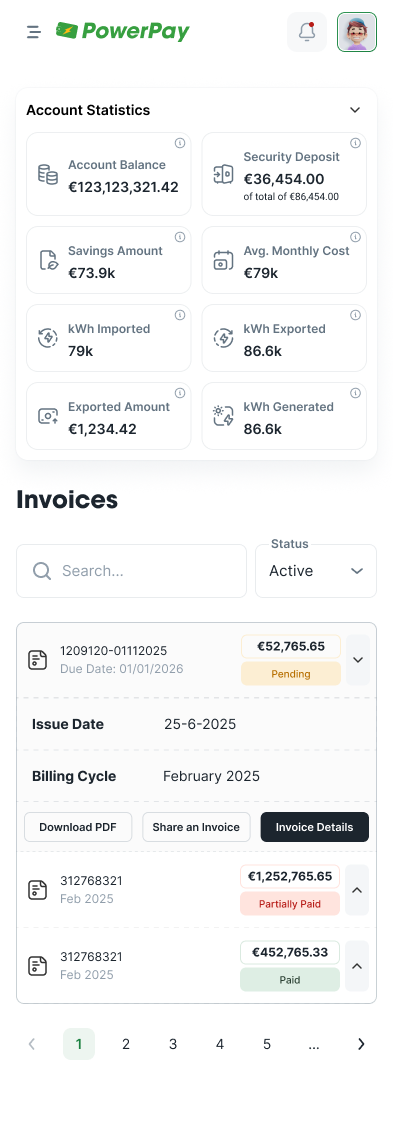 PowerPay
Account Statistics
Account Balance
€123,123,321.42
Security Deposit
€36,454.00
of total of €86,454.00
Savings Amount
€73.9k
Avg. Monthly Cost
€79k
kWh Imported
79k
kWh Exported
86.6k
Exported Amount
€1,234.42
kWh Generated
86.6k
Invoices
Search...
Status
Active
1209120-01112025
Due Date: 01/01/2026
€52,765.65
Pending
Issue Date 25-6-2025
Billing Cycle February 2025
Download PDF Share an Invoice Invoice Details
312768321
Feb 2025
€1,252,765.65
Partially Paid
312768321
Feb 2025
€452,765.33
Paid
1 2 3 4 5 ...